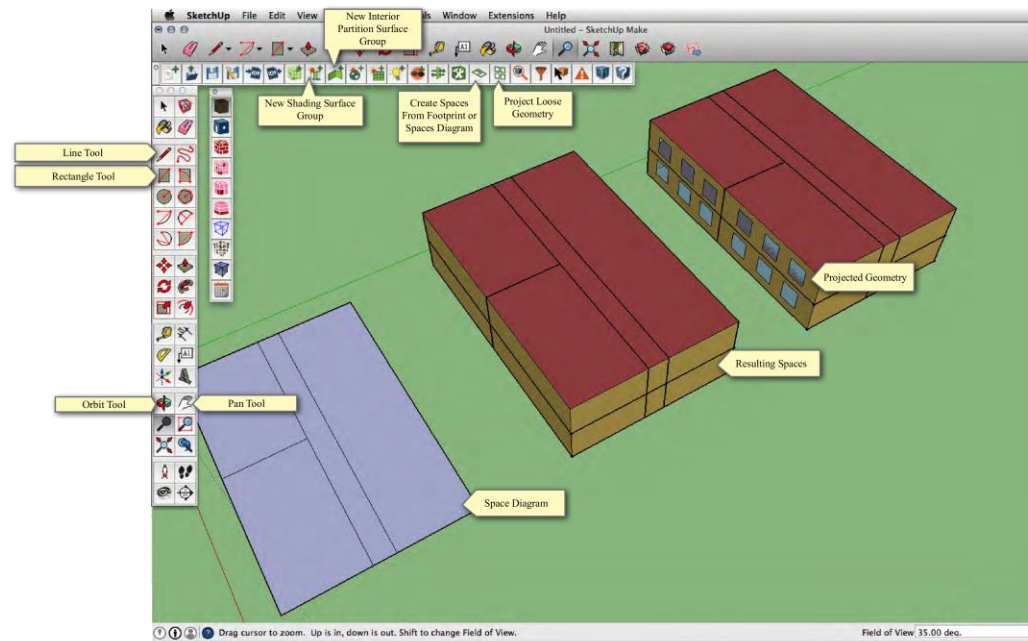 SketchUp File Edit View ls Window Extensions Help
Untitled - SketchUp Make
New Interior
Partition Surface
Group
New Shading Surface
Group
Create Spaces
From Footprint or
Spaces Diagram
Project Loose
Geometry
Line Tool
Rectangle Tool
Projected Geometry
Resulting Spaces
Orbit Tool
Pan Tool
Space Diagram
Drag cursor to zoom. Up is in, down is out. Shift to change Field of View.
Field of View 35.00 deg.